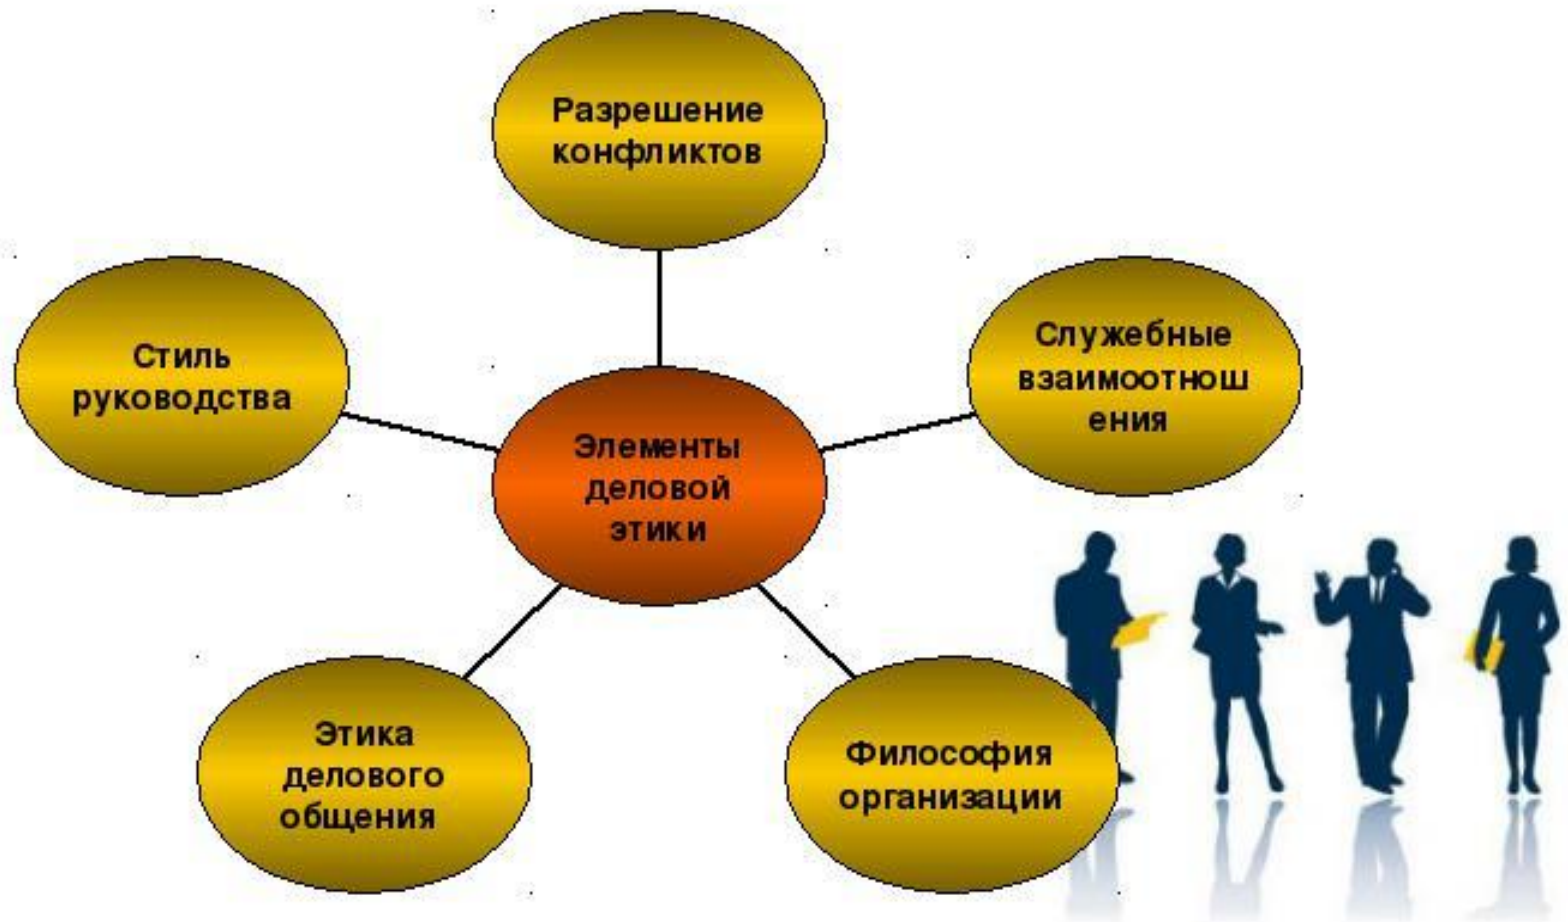 Разрешение
конфликтов
Стиль
руководства
Служебные
взаимоотнош
ения
Элементы
деловой
этики
Этика
делового
общения
Философия
организации